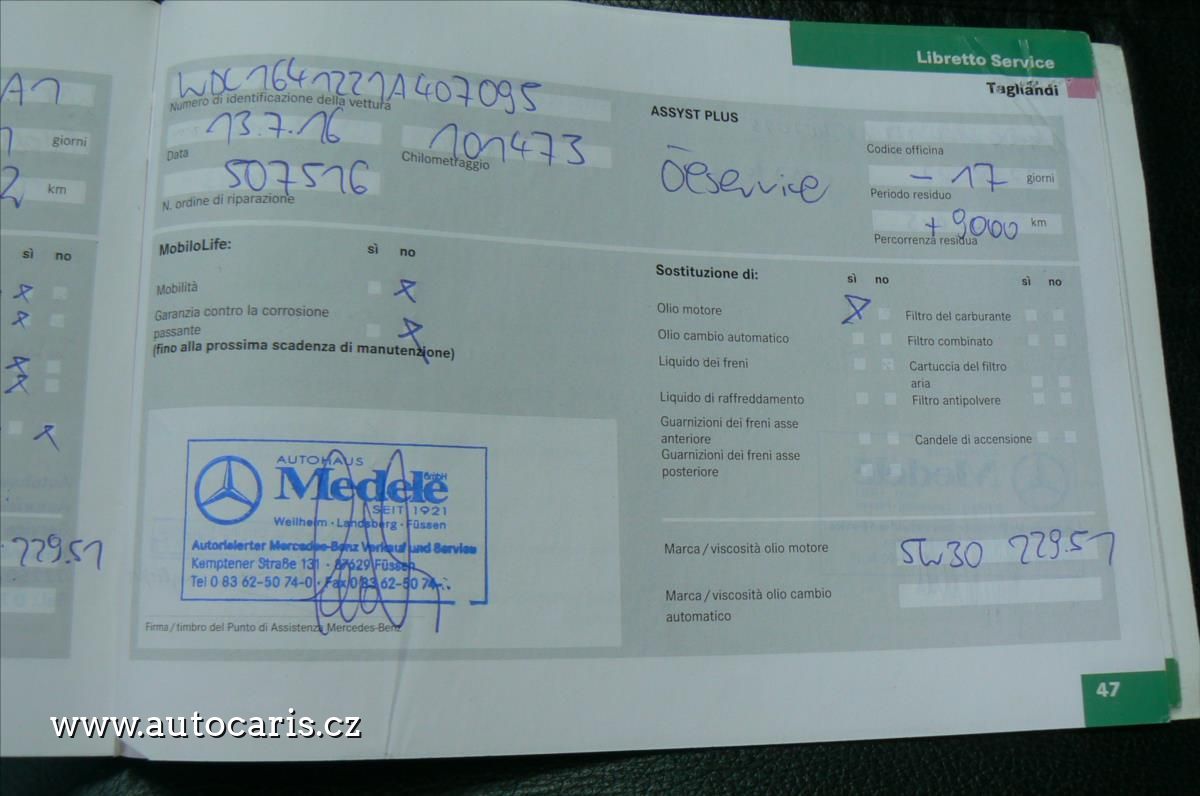 Libretto Service
Tagliandi
A1
giorni
2 km
sì no
. 229.51
WDC1641221A407095
Numero di identificazione della vettura
13.7.16
Data
101473
Chilometraggio
507516
N. ordine di riparazione
MobiloLife:
sì no
Mobilità
Garanzia contro la corrosione
passante
(fino alla prossima scadenza di manutenzione)
AUTOHAUS
Medele GmbH
SEIT 1921
Weilheim · Landsberg · Füssen
Autorisierter Mercedes-Benz Verkauf und Service
Kemptener Straße 131 · 87629 Füssen
Tel 0 83 62-50 74-0 · Fax 0 83 62-50 74-
Firma/timbro del Punto di Assistenza Mercedes-Benz
ASSYST PLUS
Ölservice
Codice officina
- 17 giorni
Periodo residuo
+ 9000 km
Percorrenza residua
Sostituzione di:
sì no
sì no
Olio motore
Filtro del carburante
Olio cambio automatico
Filtro combinato
Liquido dei freni
Cartuccia del filtro
aria
Liquido di raffreddamento
Filtro antipolvere
Guarnizioni dei freni asse
anteriore
Candele di accensione
Guarnizioni dei freni asse
posteriore
Marca/viscosità olio motore
5W30 229.51
Marca/viscosità olio cambio
automatico
47
www.autocaris.cz